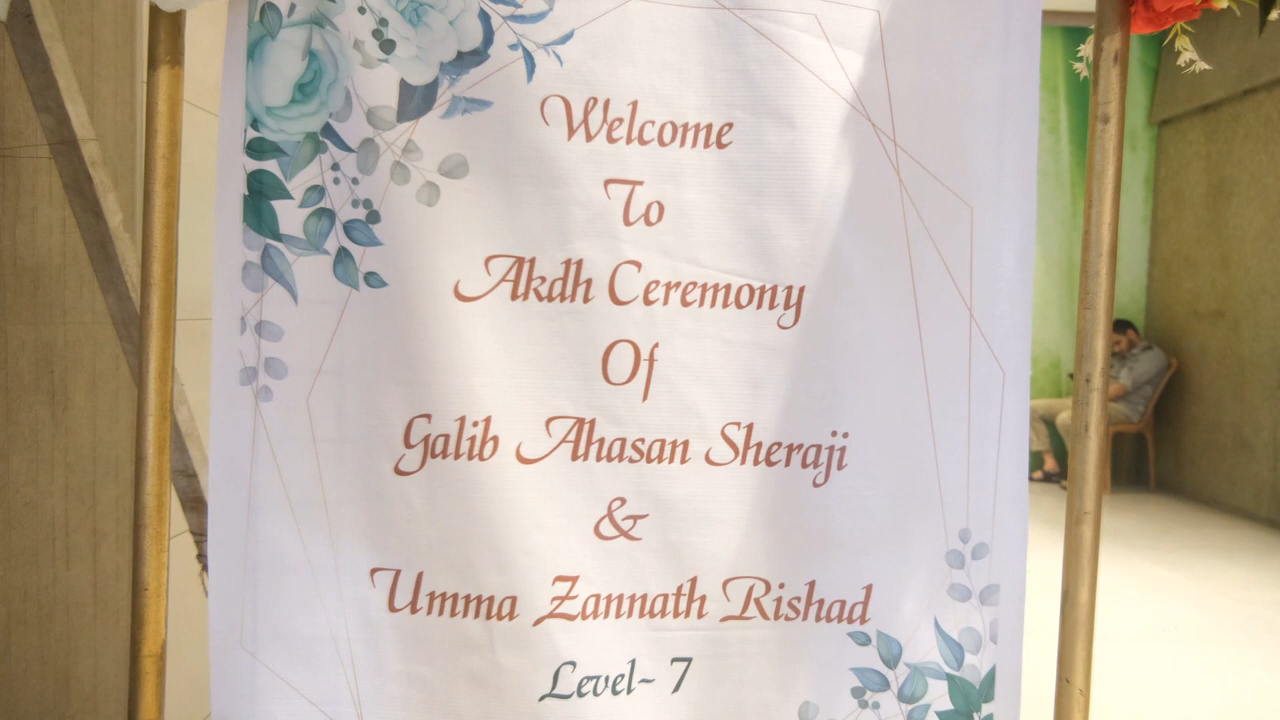 Welcome
To
Akdh Ceremony
Of
Galib Ahasan Sheraji
&
Umma Zannath Rishad
Level- 7